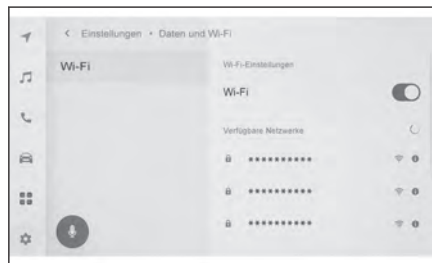 < Einstellungen • Daten und Wi-Fi
Wi-Fi
Wi-Fi-Einstellungen
Wi-Fi
Verfügbare Netzwerke
**********
**********
**********